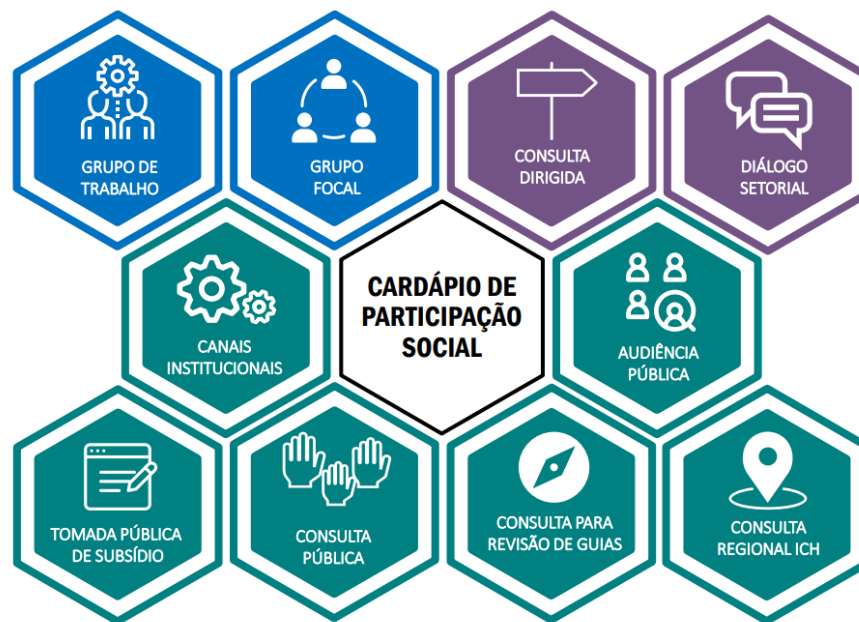 GRUPO DE
TRABALHO
GRUPO
FOCAL
CONSULTA
DIRIGIDA
DIÁLOGO
SETORIAL
CANAIS
INSTITUCIONAIS
CARDÁPIO DE
PARTICIPAÇÃO
SOCIAL
AUDIÊNCIA
PÚBLICA
TOMADA PÚBLICA
DE SUBSÍDIO
CONSULTA
PÚBLICA
CONSULTA PARA
REVISÃO DE GUIAS
CONSULTA
REGIONAL ICH